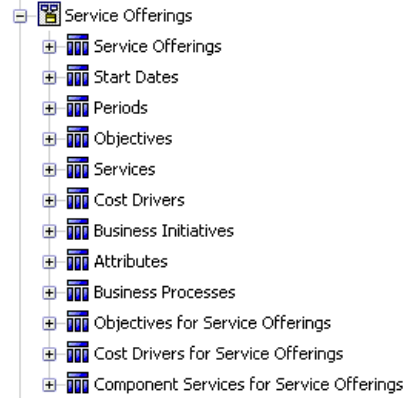 Service Offerings
Service Offerings
Start Dates
Periods
Objectives
Services
Cost Drivers
Business Initiatives
Attributes
Business Processes
Objectives for Service Offerings
Cost Drivers for Service Offerings
Component Services for Service Offerings